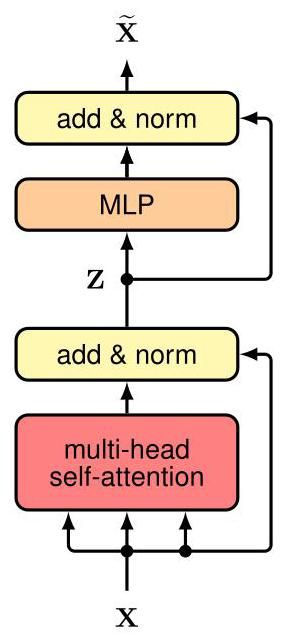 x̃
add & norm
MLP
z
add & norm
multi-head
self-attention
x